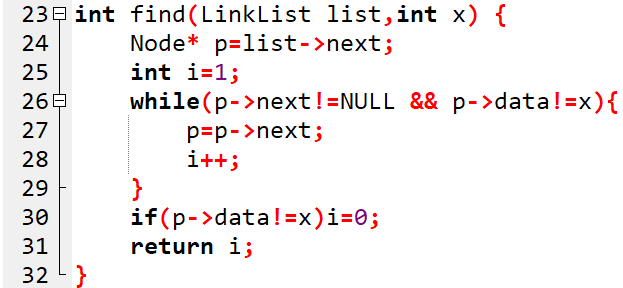 23 int find(LinkList list,int x) {
24     Node* p=list->next;
25     int i=1;
26     while(p->next!=NULL && p->data!=x){
27         p=p->next;
28         i++;
29     }
30     if(p->data!=x)i=0;
31     return i;
32 }